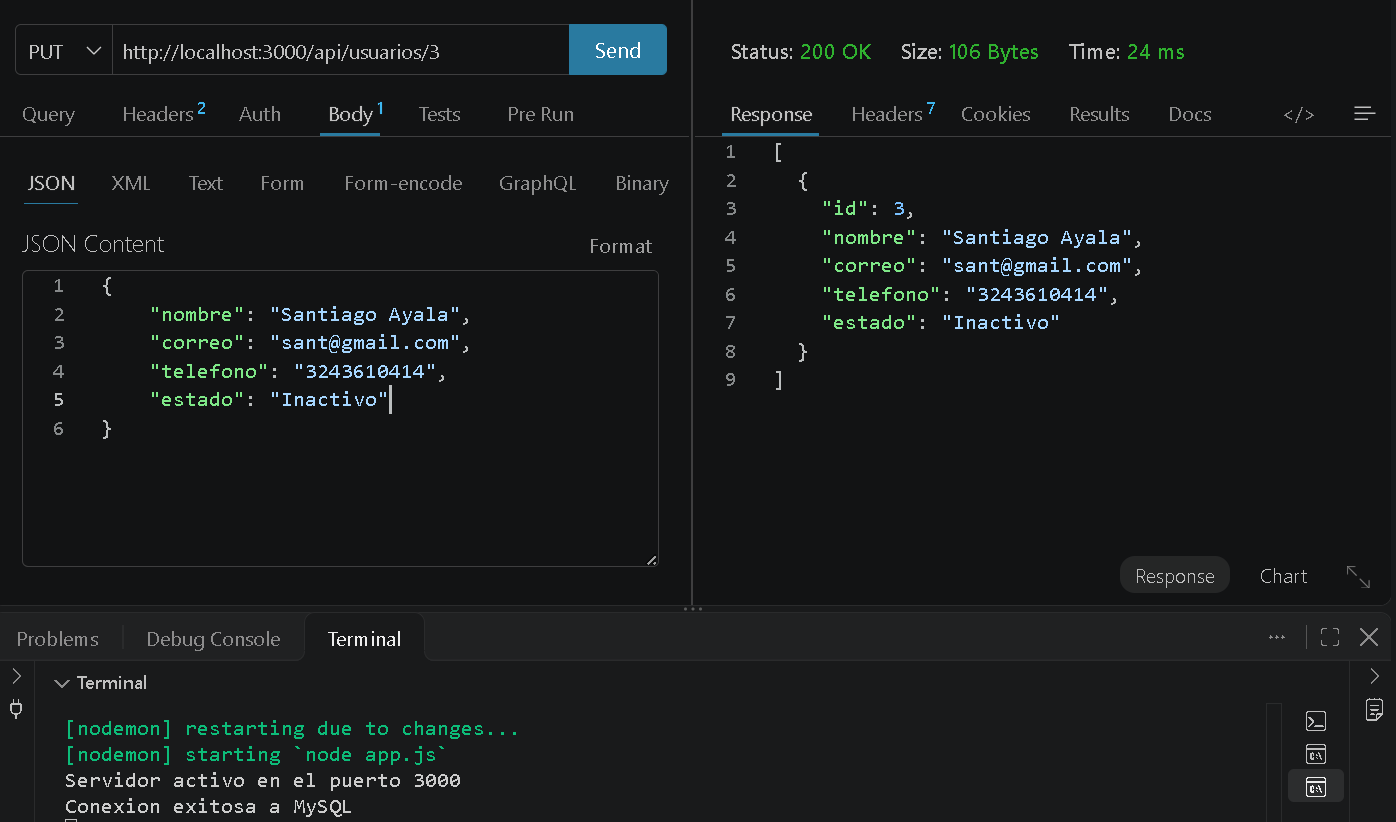 PUT http://localhost:3000/api/usuarios/3 Send
Query Headers 2 Auth Body 1 Tests Pre Run
JSON XML Text Form Form-encode GraphQL Binary
JSON Content Format
1 {
2 "nombre": "Santiago Ayala",
3 "correo": "sant@gmail.com",
4 "telefono": "3243610414",
5 "estado": "Inactivo"
6 }
Status: 200 OK Size: 106 Bytes Time: 24 ms
Response Headers 7 Cookies Results Docs </>
1 [
2 {
3 "id": 3,
4 "nombre": "Santiago Ayala",
5 "correo": "sant@gmail.com",
6 "telefono": "3243610414",
7 "estado": "Inactivo"
8 }
9 ]
Response Chart
Problems Debug Console Terminal
Terminal
[nodemon] restarting due to changes...
[nodemon] starting `node app.js`
Servidor activo en el puerto 3000
Conexion exitosa a MySQL